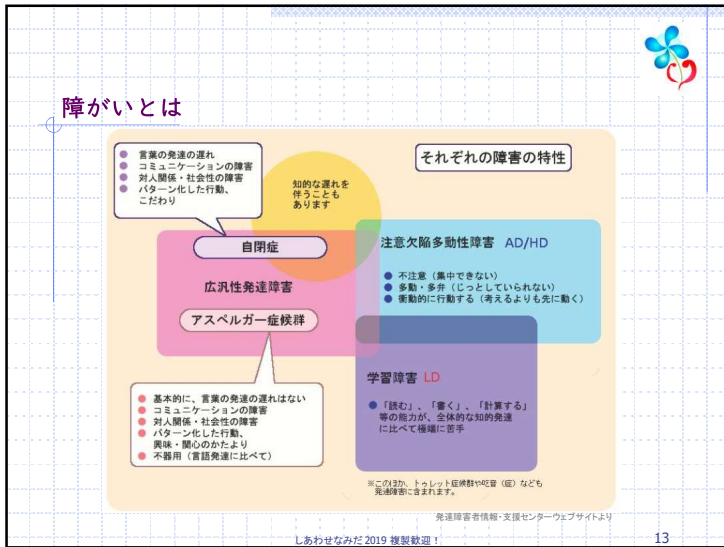 障がいとは
それぞれの障害の特性
● 言葉の発達の遅れ
● コミュニケーションの障害
● 対人関係・社会性の障害
● パターン化した行動、
こだわり
知的な遅れを
伴うことも
あります
自閉症
広汎性発達障害
アスペルガー症候群
注意欠陥多動性障害 AD/HD
● 不注意（集中できない）
● 多動・多弁（じっとしていられない）
● 衝動的に行動する（考えるよりも先に動く）
学習障害 LD
● 「読む」、「書く」、「計算する」
等の能力が、全体的な知的発達
に比べて極端に苦手
● 基本的に、言葉の発達の遅れはない
● コミュニケーションの障害
● 対人関係・社会性の障害
● パターン化した行動、
興味・関心のかたより
● 不器用（言語発達に比べて）
※このほか、トゥレット症候群や吃音（症）なども
発達障害に含まれます。
発達障害者情報・支援センターウェブサイトより
しあわせなみだ 2019 複製歓迎！
13